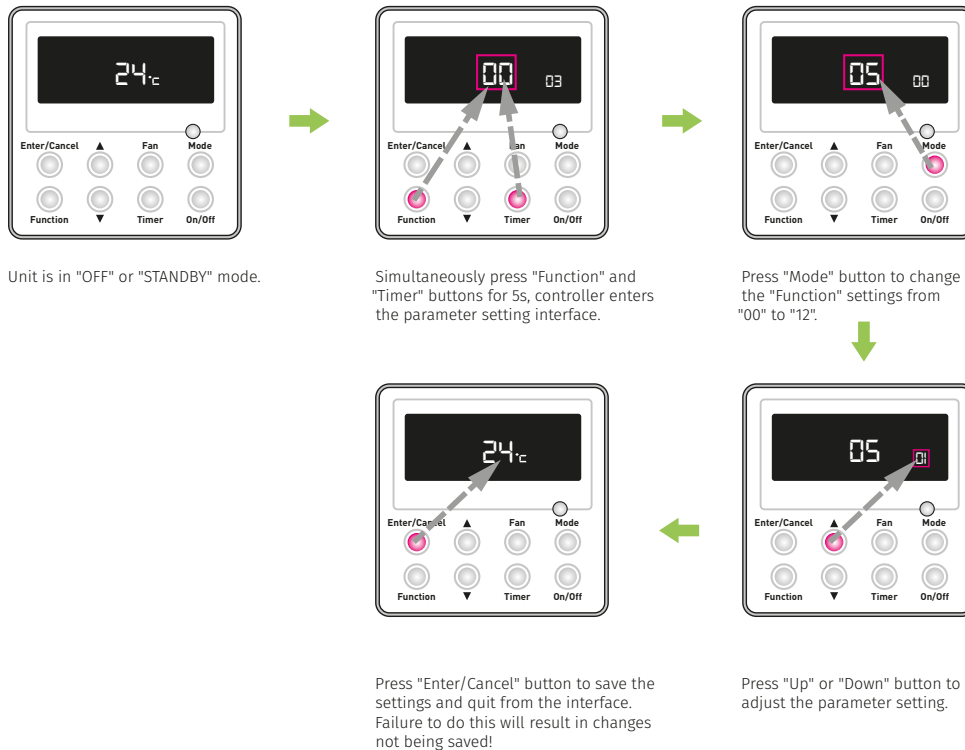 24°c
Enter/Cancel ▲ Fan Mode
Function ▼ Timer On/Off
Unit is in "OFF" or "STANDBY" mode.
00 03
Enter/Cancel ▲ Fan Mode
Function ▼ Timer On/Off
Simultaneously press "Function" and
"Timer" buttons for 5s, controller enters
the parameter setting interface.
05 00
Enter/Cancel ▲ Fan Mode
Function ▼ Timer On/Off
Press "Mode" button to change
the "Function" settings from
"00" to "12".
05 01
Enter/Cancel ▲ Fan Mode
Function ▼ Timer On/Off
Press "Up" or "Down" button to
adjust the parameter setting.
24°c
Enter/Cancel ▲ Fan Mode
Function ▼ Timer On/Off
Press "Enter/Cancel" button to save the
settings and quit from the interface.
Failure to do this will result in changes
not being saved!